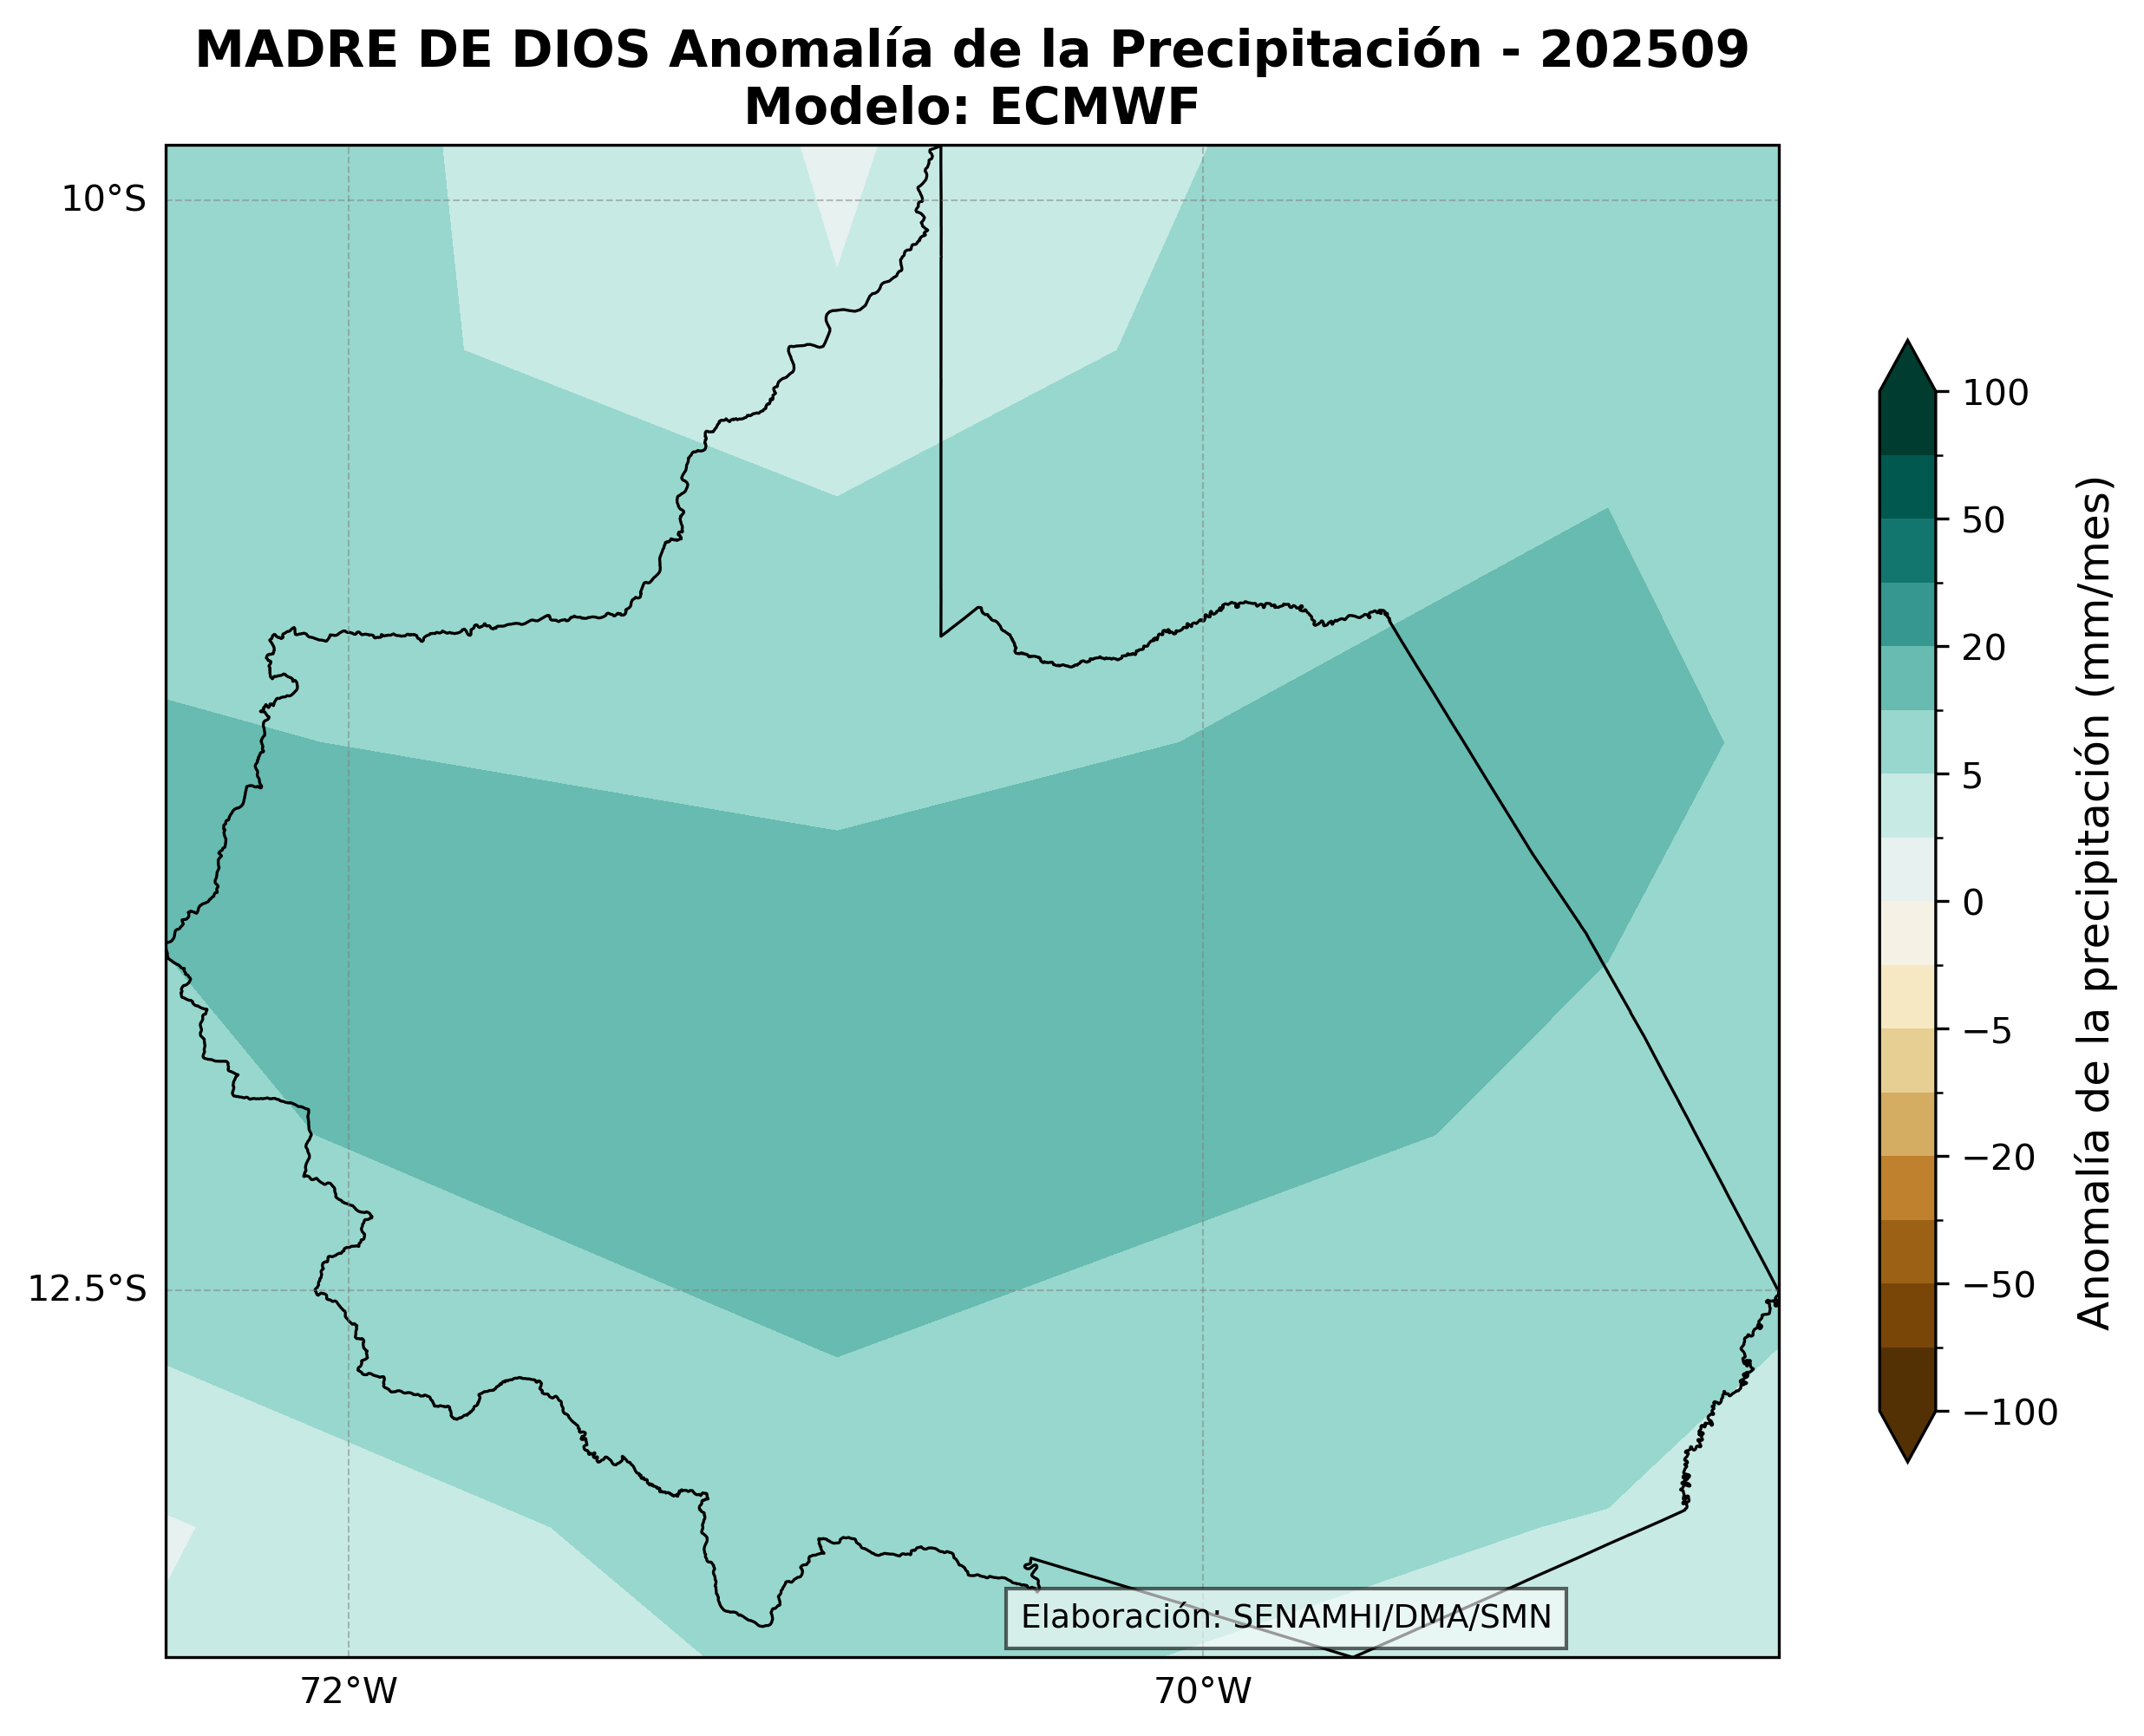 MADRE DE DIOS Anomalía de la Precipitación - 202509
Modelo: ECMWF
10°S
12.5°S
72°W
70°W
Elaboración: SENAMHI/DMA/SMN
100
50
20
5
0
−5
−20
−50
−100
Anomalía de la precipitación (mm/mes)